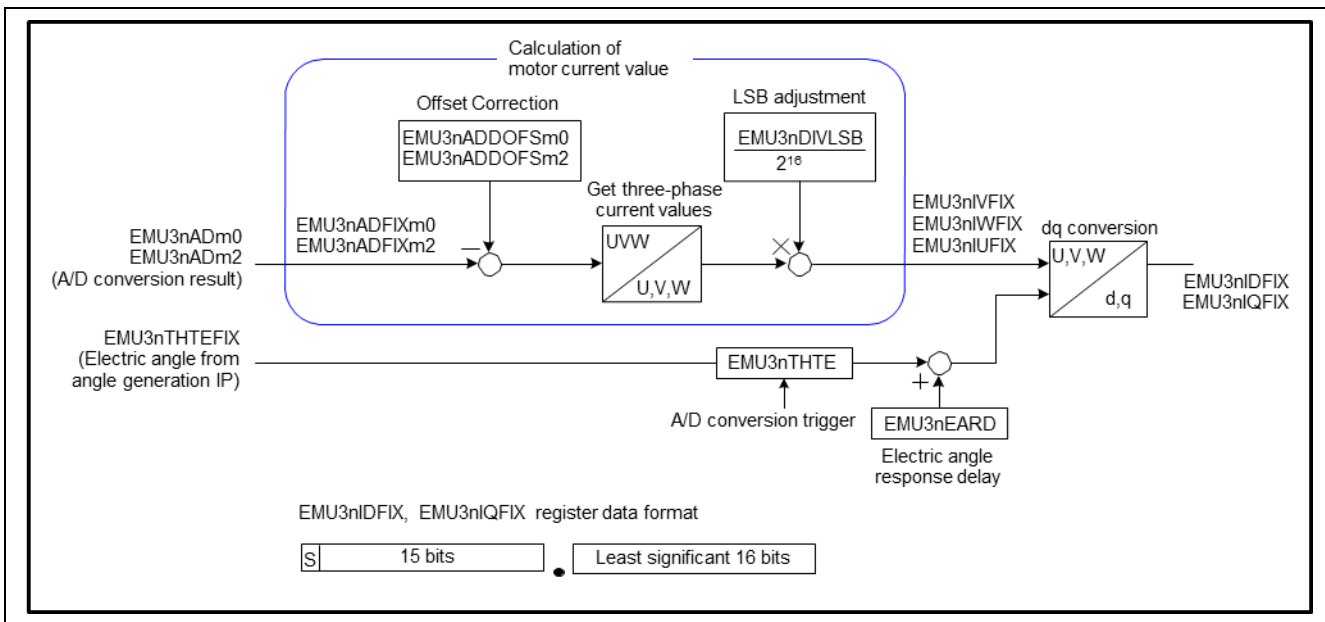 Calculation of
motor current value
Offset Correction
LSB adjustment
EMU3nADDOFSm0
EMU3nADDOFSm2
EMU3nDIVLSB
2¹⁶
Get three-phase
current values
EMU3nADm0
EMU3nADm2
(A/D conversion result)
EMU3nADFIXm0
EMU3nADFIXm2
−
UVW
U,V,W
×
EMU3nIVFIX
EMU3nIWFIX
EMU3nIUFIX
dq conversion
U,V,W
d,q
EMU3nIDFIX
EMU3nIQFIX
EMU3nTHTEFIX
(Electric angle from
angle generation IP)
EMU3nTHTE
+
A/D conversion trigger
EMU3nEARD
Electric angle
response delay
EMU3nIDFIX, EMU3nIQFIX register data format
S 15 bits . Least significant 16 bits